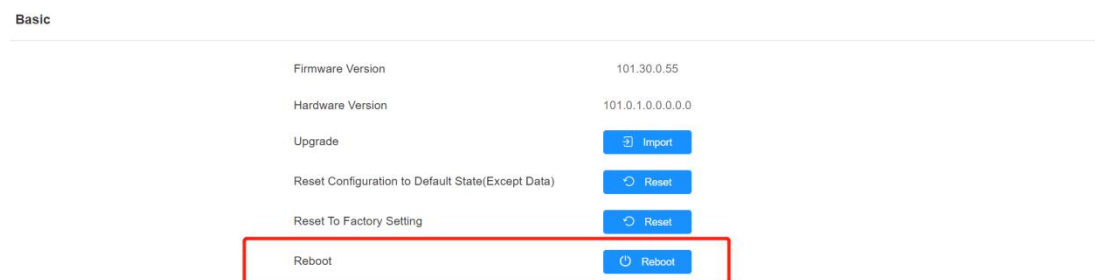 Basic
Firmware Version 101.30.0.55
Hardware Version 101.0.1.0.0.0.0.0
Upgrade Import
Reset Configuration to Default State(Except Data) Reset
Reset To Factory Setting Reset
Reboot Reboot